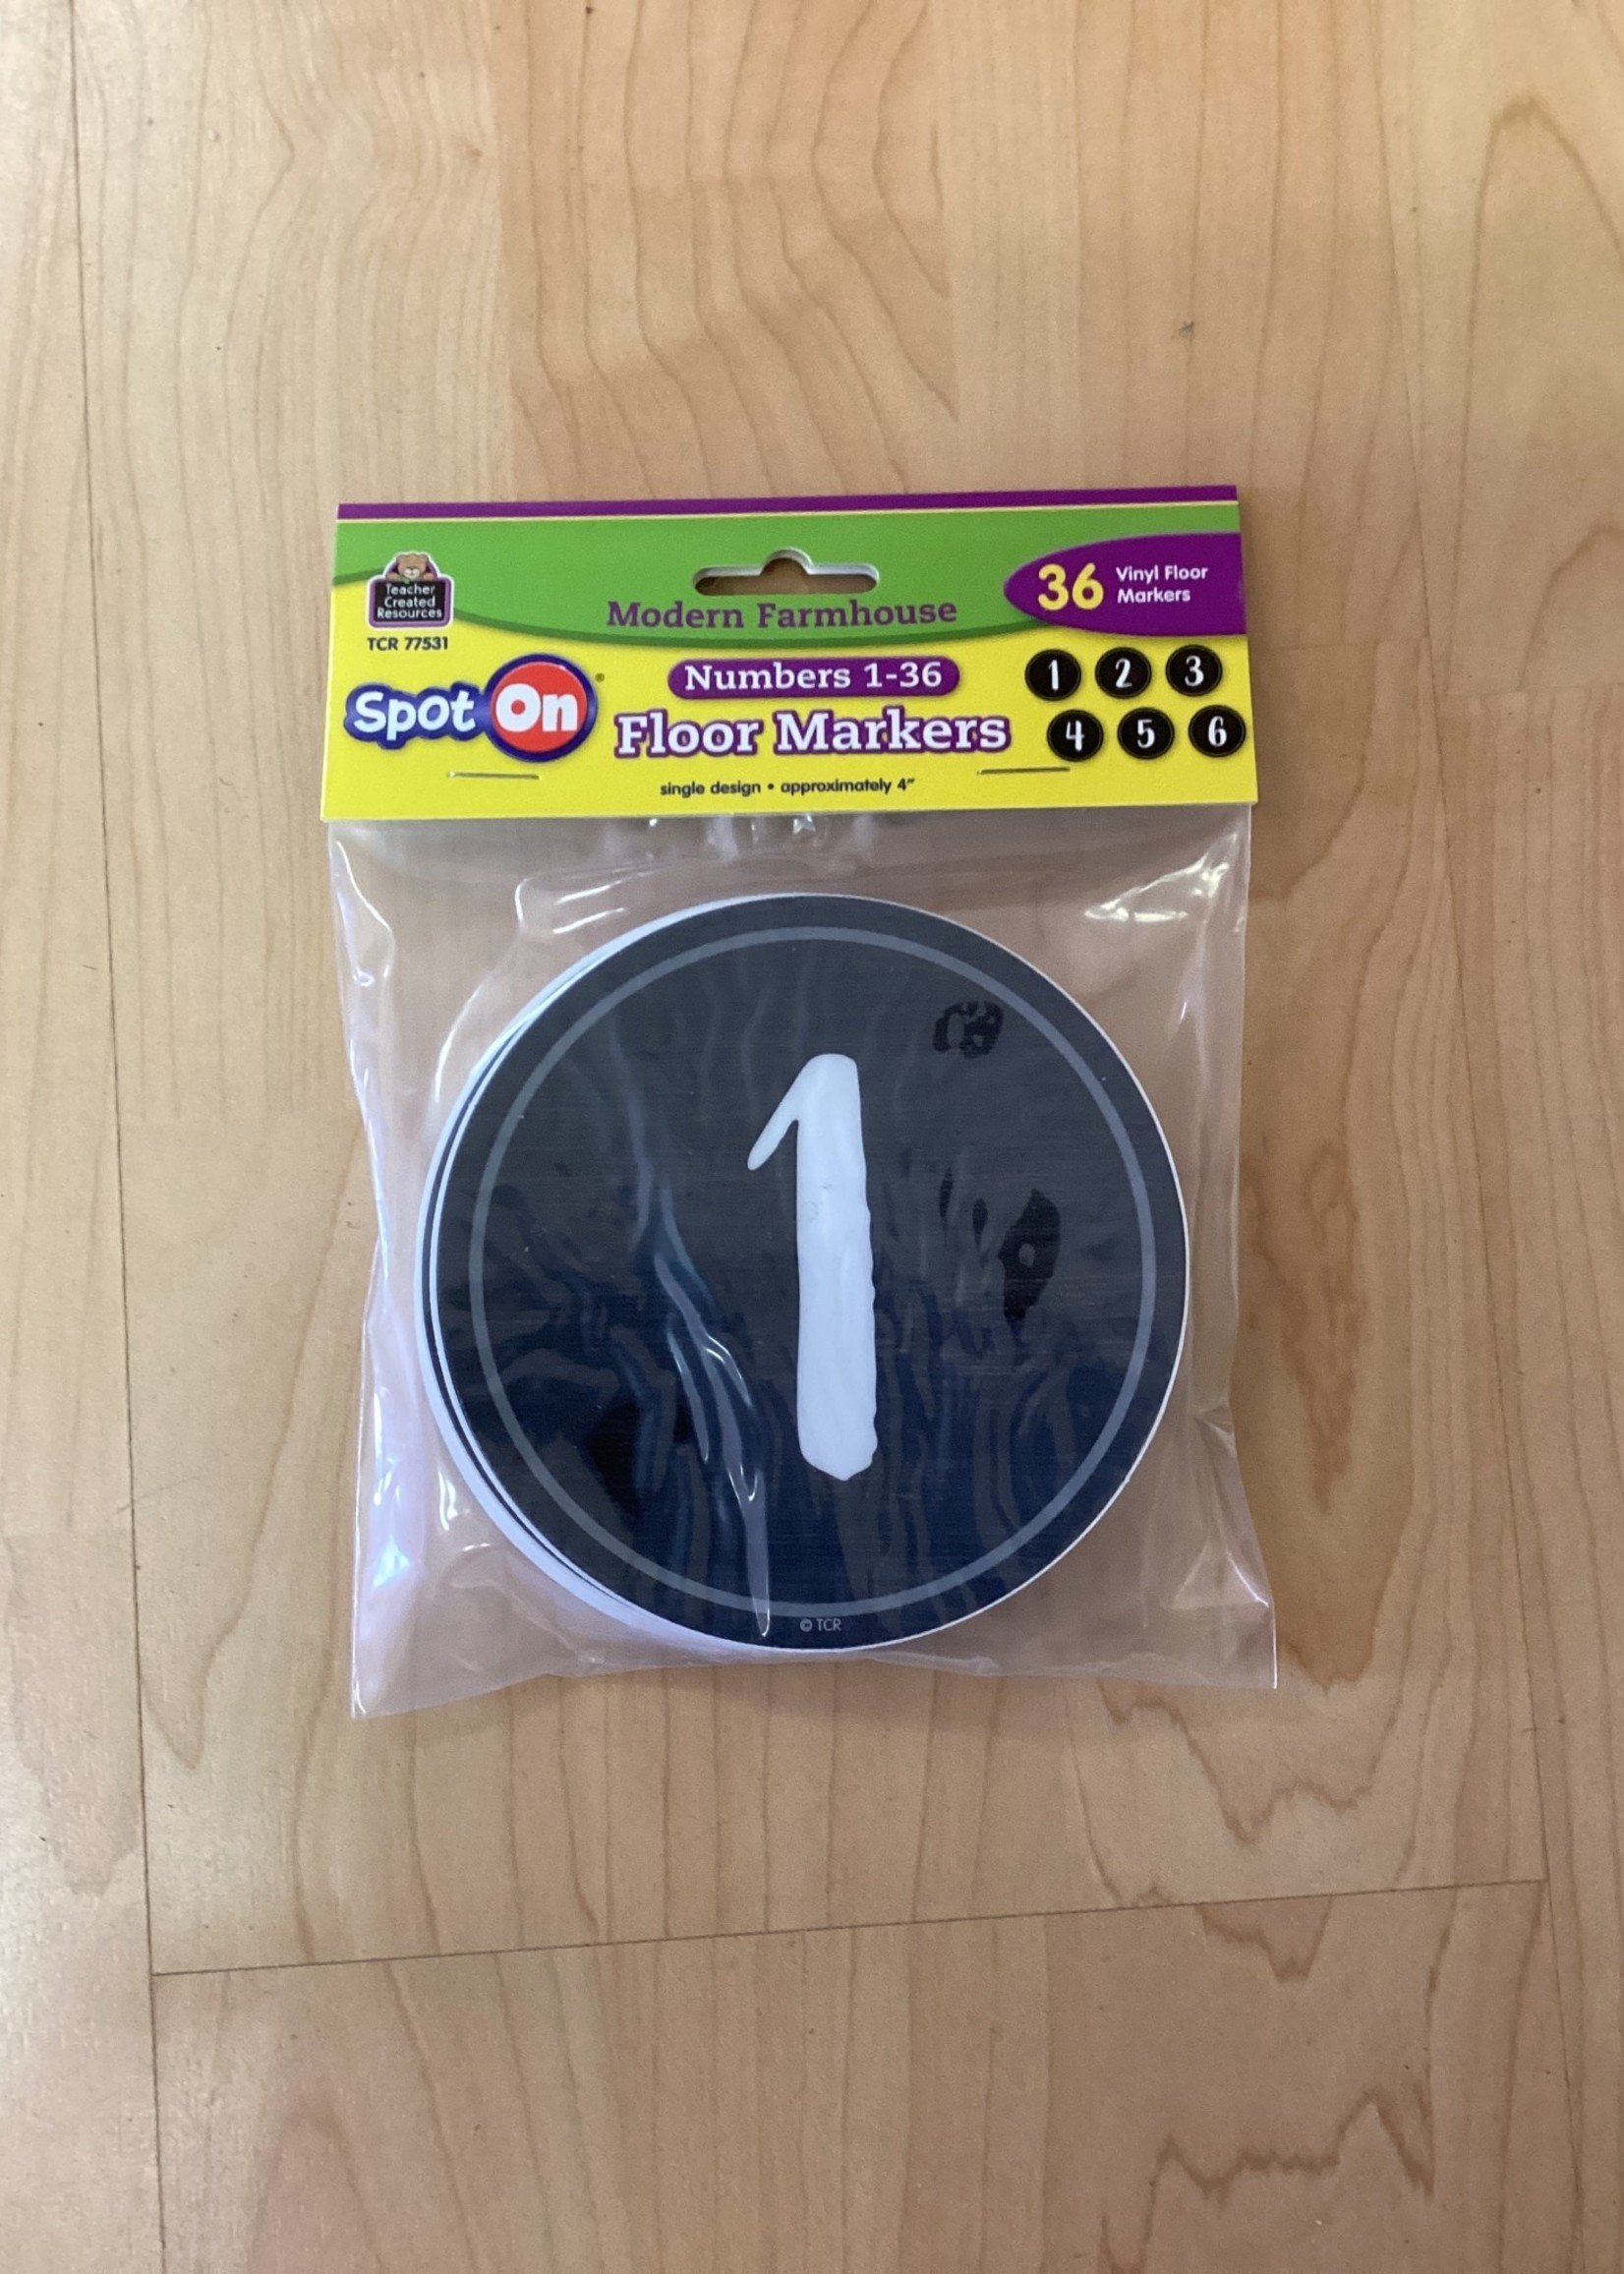 Teacher
Created
Resources
TCR 77531
Modern Farmhouse
36 Vinyl Floor
Markers
Spot On®
Numbers 1-36
Floor Markers
single design • approximately 4"
1 2 3
4 5 6
1
© TCR